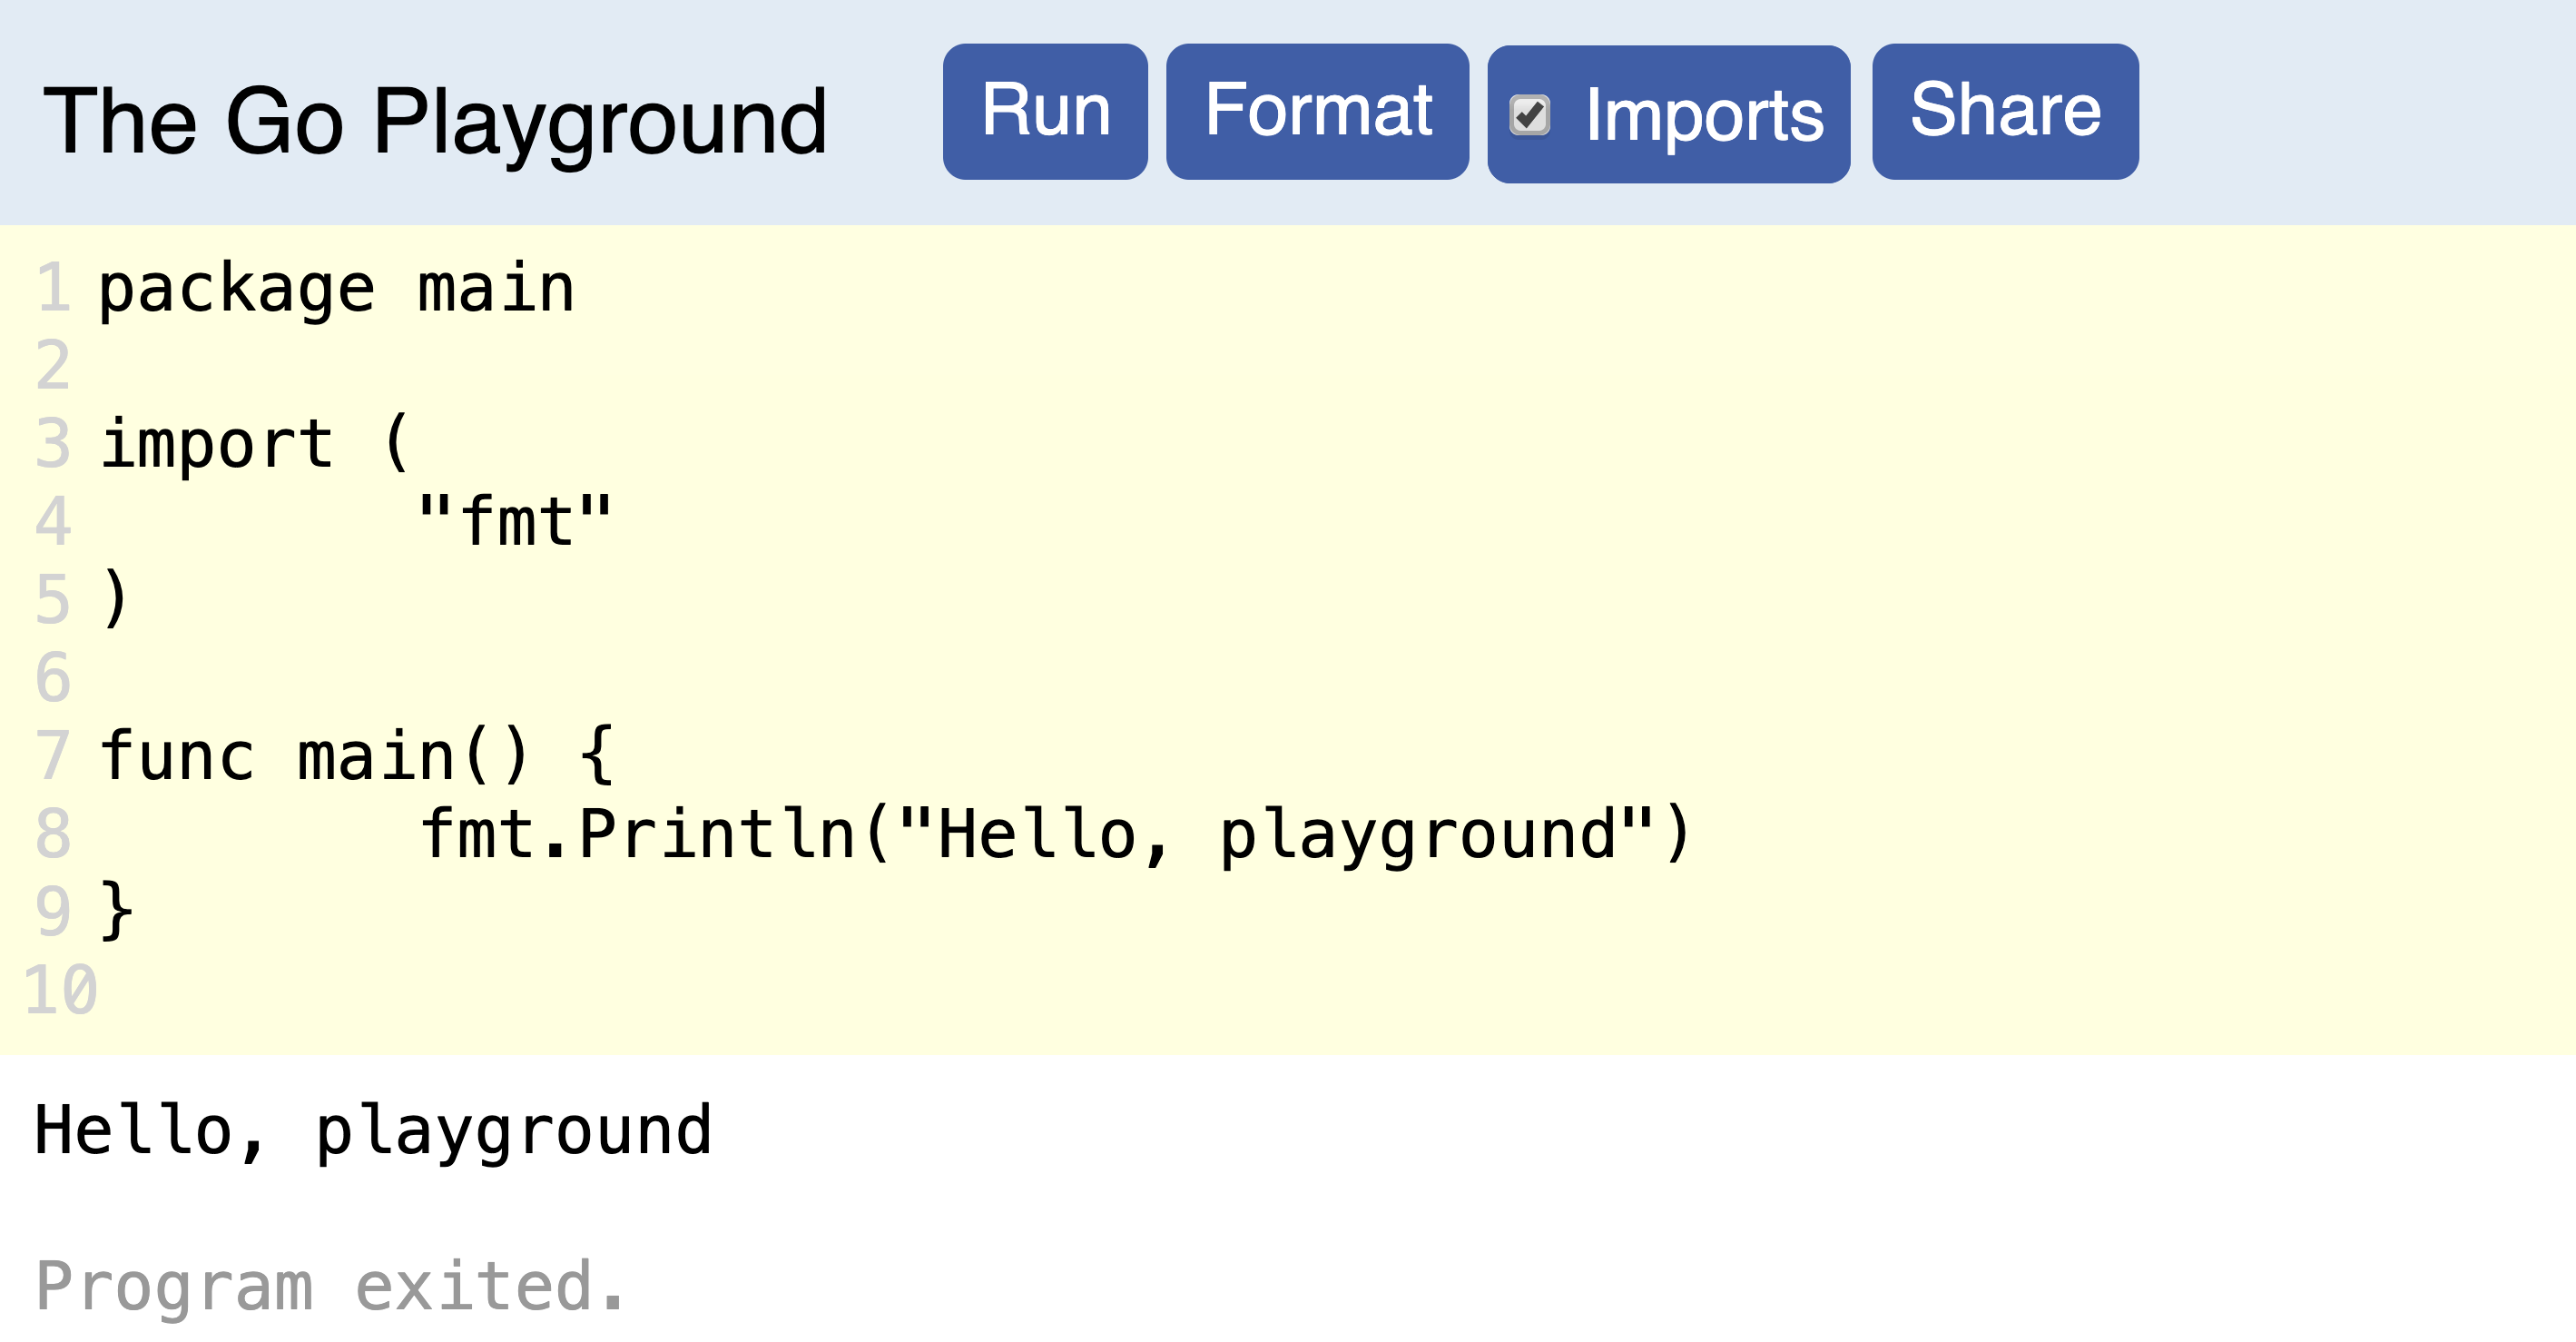 The Go Playground Run Format Imports Share
1 package main
2
3 import (
4         "fmt"
5 )
6
7 func main() {
8         fmt.Println("Hello, playground")
9 }
10
Hello, playground
Program exited.